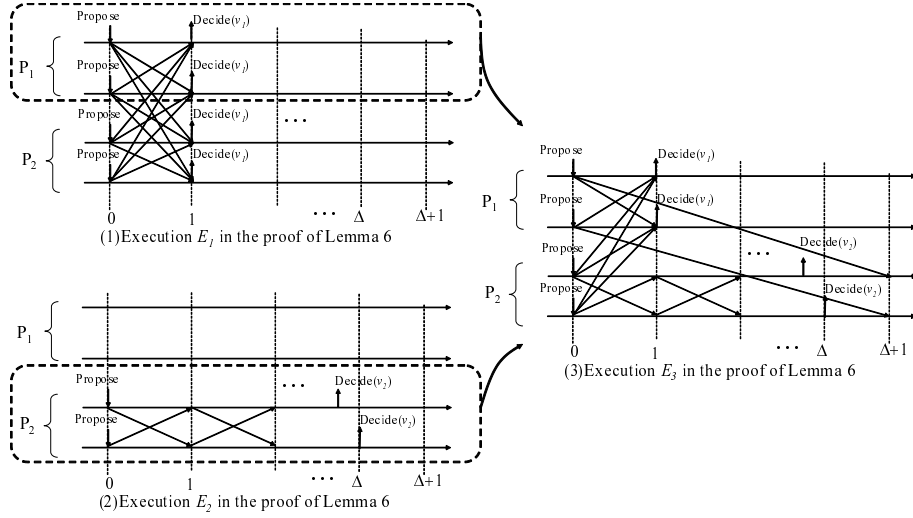 Propose
Decide(v1)
P1
Propose
Decide(v1)
Propose
Decide(v1)
...
P2
Propose
Decide(v1)
0 1 ... Δ Δ+1
(1)Execution E1 in the proof of Lemma 6
P1
Propose
...
Decide(v2)
P2
Propose
Decide(v2)
0 1 ... Δ Δ+1
(2)Execution E2 in the proof of Lemma 6
Propose
Decide(v1)
P1
Propose
Decide(v1)
Propose
...
Decide(v2)
P2
Propose
Decide(v2)
0 1 ... Δ Δ+1
(3)Execution E3 in the proof of Lemma 6